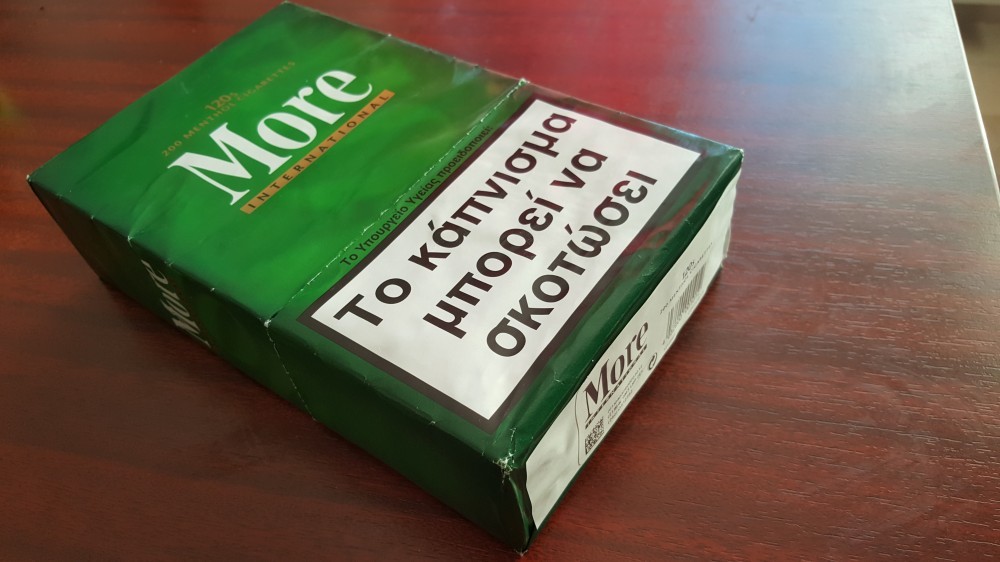 120s
200 MENTHOL CIGARETTES
More
INTERNATIONAL
Το Υπουργείο Υγείας προειδοποιεί
Το κάπνισμα
μπορεί να
σκοτώσει
More
More
120s